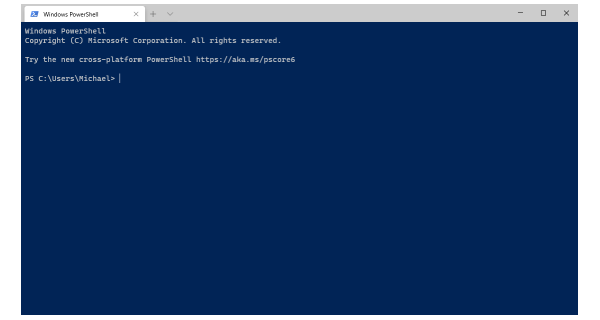 Windows PowerShell
Windows PowerShell
Copyright (C) Microsoft Corporation. All rights reserved.
Try the new cross-platform PowerShell https://aka.ms/pscore6
PS C:\Users\Michael>